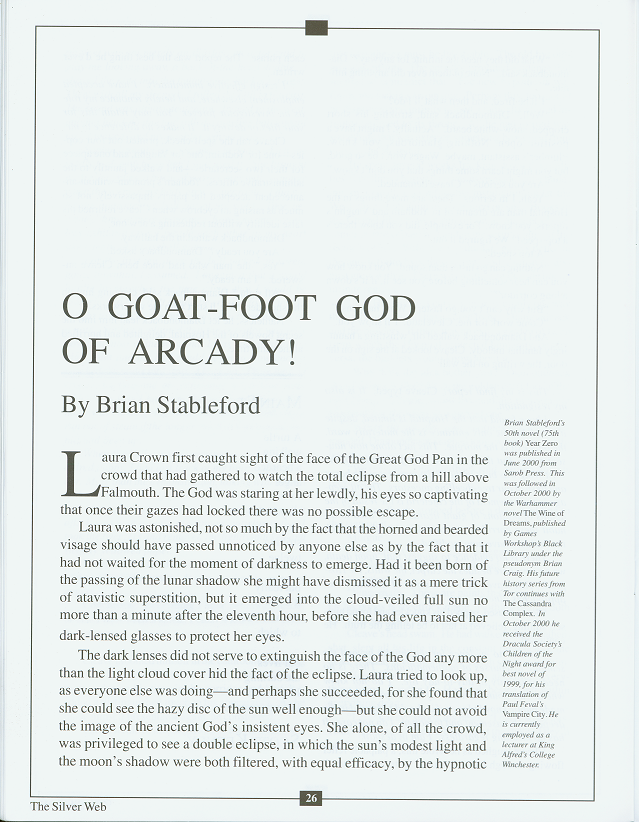 O GOAT-FOOT GOD
OF ARCADY!
By Brian Stableford
Laura Crown first caught sight of the face of the Great God Pan in the
crowd that had gathered to watch the total eclipse from a hill above
Falmouth. The God was staring at her lewdly, his eyes so captivating
that once their gazes had locked there was no possible escape.
Laura was astonished, not so much by the fact that the horned and bearded
visage should have passed unnoticed by anyone else as by the fact that it
had not waited for the moment of darkness to emerge. Had it been born of
the passing of the lunar shadow she might have dismissed it as a mere trick
of atavistic superstition, but it emerged into the cloud-veiled full sun no
more than a minute after the eleventh hour, before she had even raised her
dark-lensed glasses to protect her eyes.
The dark lenses did not serve to extinguish the face of the God any more
than the light cloud cover hid the fact of the eclipse. Laura tried to look up,
as everyone else was doing—and perhaps she succeeded, for she found that
she could see the hazy disc of the sun well enough—but she could not avoid
the image of the ancient God's insistent eyes. She alone, of all the crowd,
was privileged to see a double eclipse, in which the sun's modest light and
the moon's shadow were both filtered, with equal efficacy, by the hypnotic
Brian Stableford's
50th novel (75th
book) Year Zero
was published in
June 2000 from
Sarob Press. This
was followed in
October 2000 by
the Warhammer
novel The Wine of
Dreams, published
by Games
Workshop's Black
Library under the
pseudonym Brian
Craig. His future
history series from
Tor continues with
The Cassandra
Complex. In
October 2000 he
received the
Dracula Society's
Children of the
Night award for
best novel of
1999, for his
translation of
Paul Feval's
Vampire City. He
is currently
employed as a
lecturer at King
Alfred's College
Winchester.
The Silver Web
26